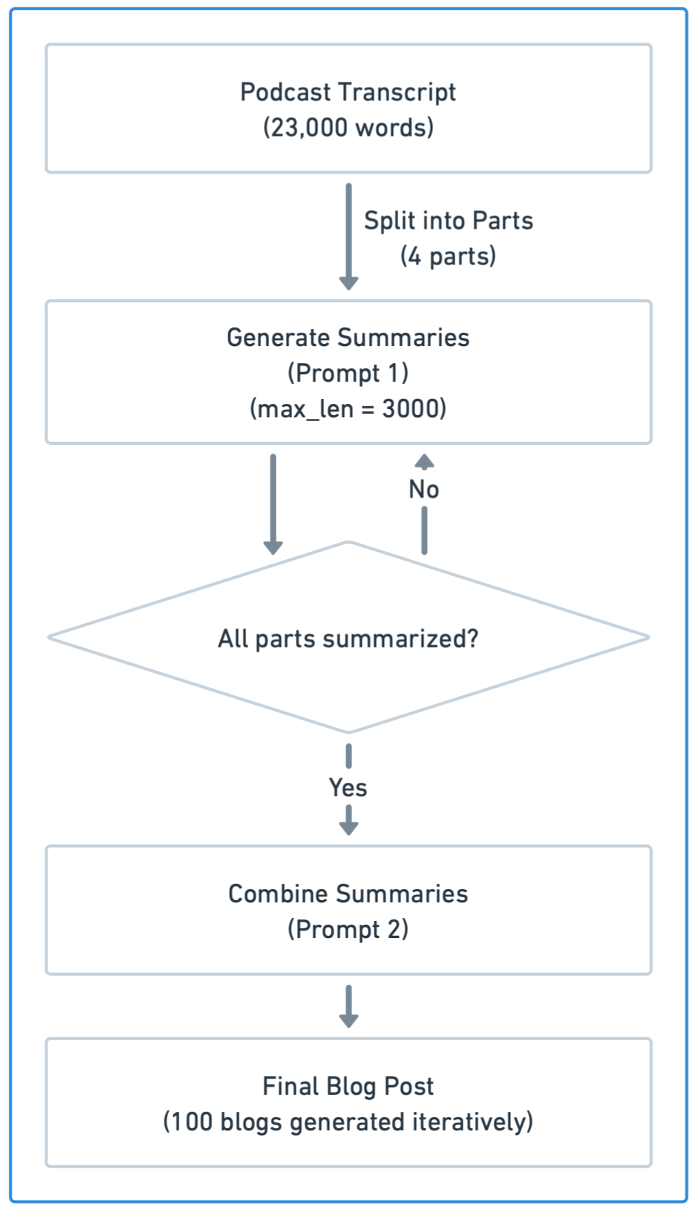 Podcast Transcript
(23,000 words)
Split into Parts
(4 parts)
Generate Summaries
(Prompt 1)
(max_len = 3000)
No
All parts summarized?
Yes
Combine Summaries
(Prompt 2)
Final Blog Post
(100 blogs generated iteratively)